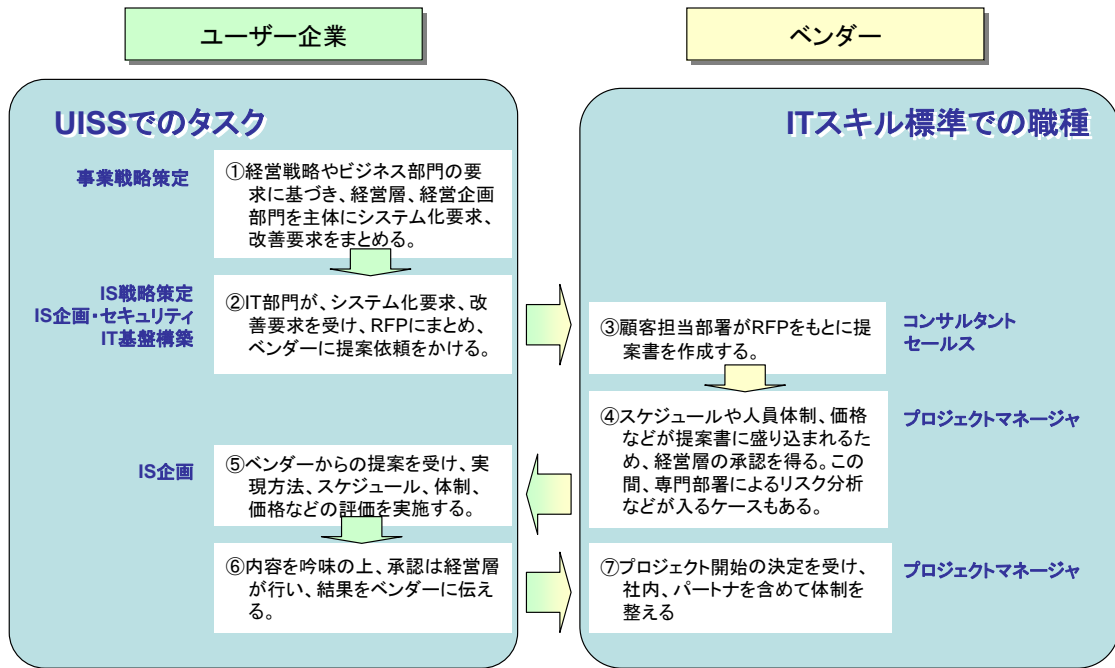 ユーザー企業
ベンダー
UISSでのタスク
ITスキル標準での職種
事業戦略策定
①経営戦略やビジネス部門の要
求に基づき、経営層、経営企画
部門を主体にシステム化要求、
改善要求をまとめる。
IS戦略策定
IS企画・セキュリティ
IT基盤構築
②IT部門が、システム化要求、改
善要求を受け、RFPにまとめ、
ベンダーに提案依頼をかける。
③顧客担当部署がRFPをもとに提
案書を作成する。
コンサルタント
セールス
④スケジュールや人員体制、価格
などが提案書に盛り込まれるた
め、経営層の承認を得る。この
間、専門部署によるリスク分析
などが入るケースもある。
プロジェクトマネージャ
IS企画
⑤ベンダーからの提案を受け、実
現方法、スケジュール、体制、
価格などの評価を実施する。
⑥内容を吟味の上、承認は経営層
が行い、結果をベンダーに伝え
る。
⑦プロジェクト開始の決定を受け、
社内、パートナを含めて体制を
整える
プロジェクトマネージャ